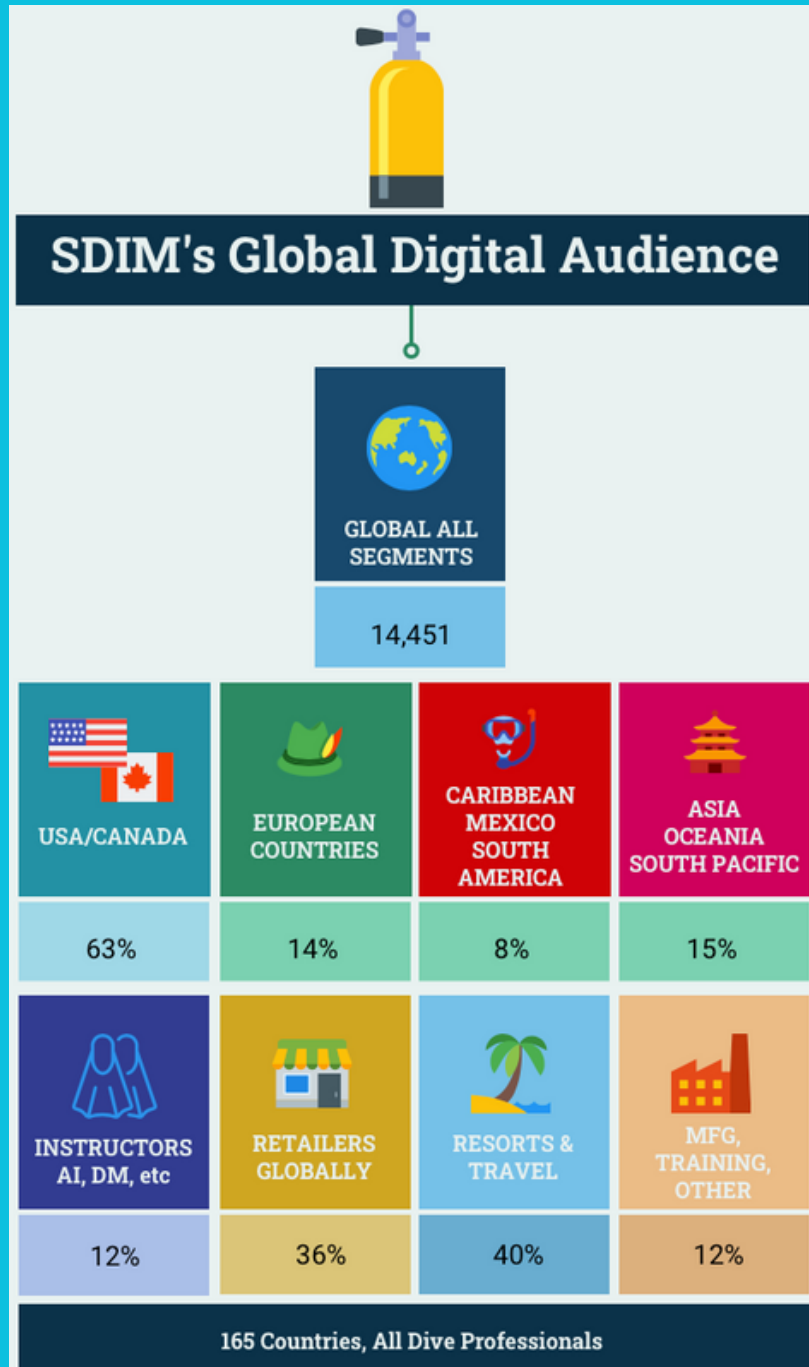 SDIM's Global Digital Audience
GLOBAL ALL
SEGMENTS
14,451
USA/CANADA
63%
EUROPEAN
COUNTRIES
14%
CARIBBEAN
MEXICO
SOUTH
AMERICA
8%
ASIA
OCEANIA
SOUTH PACIFIC
15%
INSTRUCTORS
AI, DM, etc
12%
RETAILERS
GLOBALLY
36%
RESORTS &
TRAVEL
40%
MFG,
TRAINING,
OTHER
12%
165 Countries, All Dive Professionals